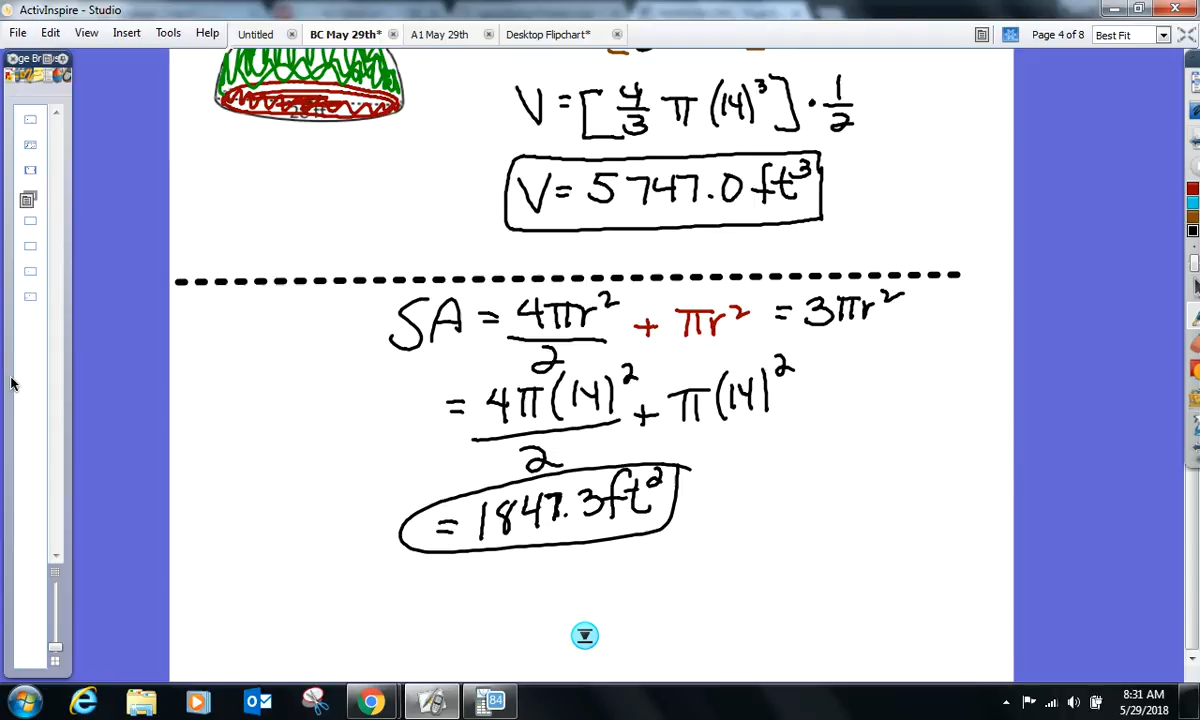 ActivInspire - Studio
File Edit View Insert Tools Help Untitled BC May 29th* A1 May 29th Desktop Flipchart* Page 4 of 8 Best Fit
V = [4/3 π (14)³] · 1/2
V = 5747.0 ft³
SA = 4πr²/2 + πr² = 3πr²
= 4π(14)²/2 + π(14)²
= 1847.3 ft²
84
8:31 AM
5/29/2018